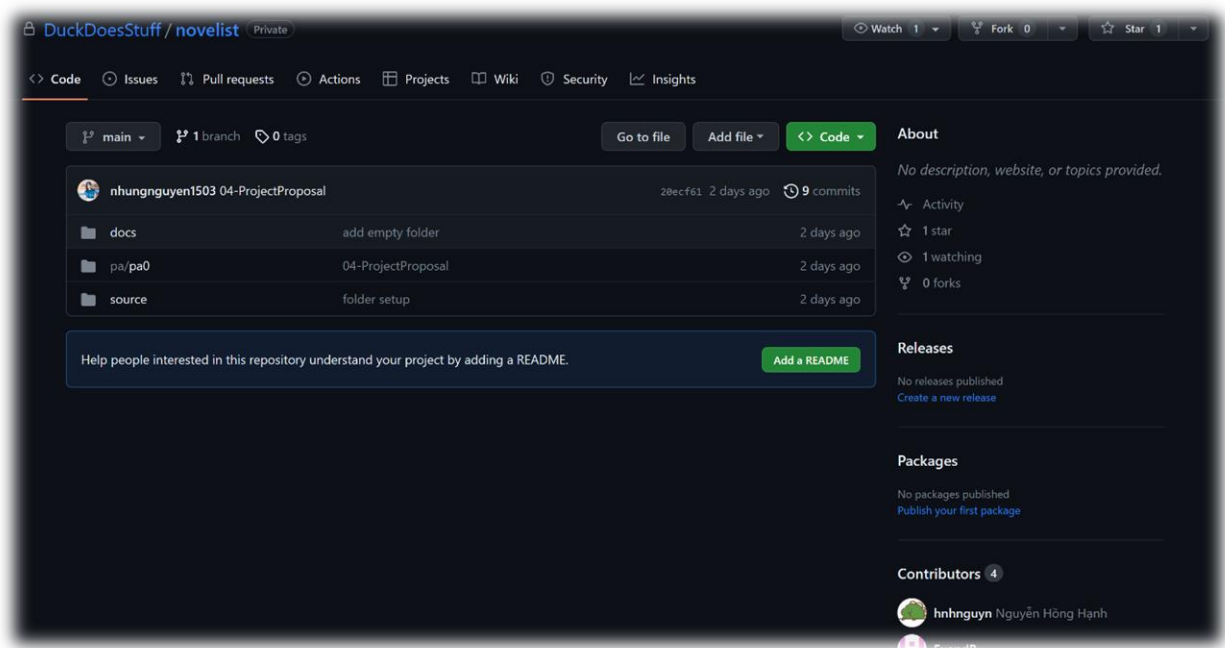 DuckDoesStuff / novelist Private
Watch 1 Fork 0 Star 1
Code Issues Pull requests Actions Projects Wiki Security Insights
main 1 branch 0 tags Go to file Add file Code
nhungnguyen1503 04-ProjectProposal 20ecf61 2 days ago 9 commits
docs add empty folder 2 days ago
pa/pa0 04-ProjectProposal 2 days ago
source folder setup 2 days ago
Help people interested in this repository understand your project by adding a README. Add a README
About
No description, website, or topics provided.
Activity
1 star
1 watching
0 forks
Releases
No releases published
Create a new release
Packages
No packages published
Publish your first package
Contributors 4
hnhnguyn Nguyễn Hồng Hạnh